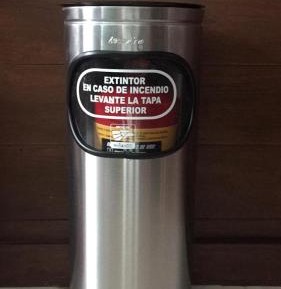 EXTINTOR
EN CASO DE INCENDIO
LEVANTE LA TAPA
SUPERIOR